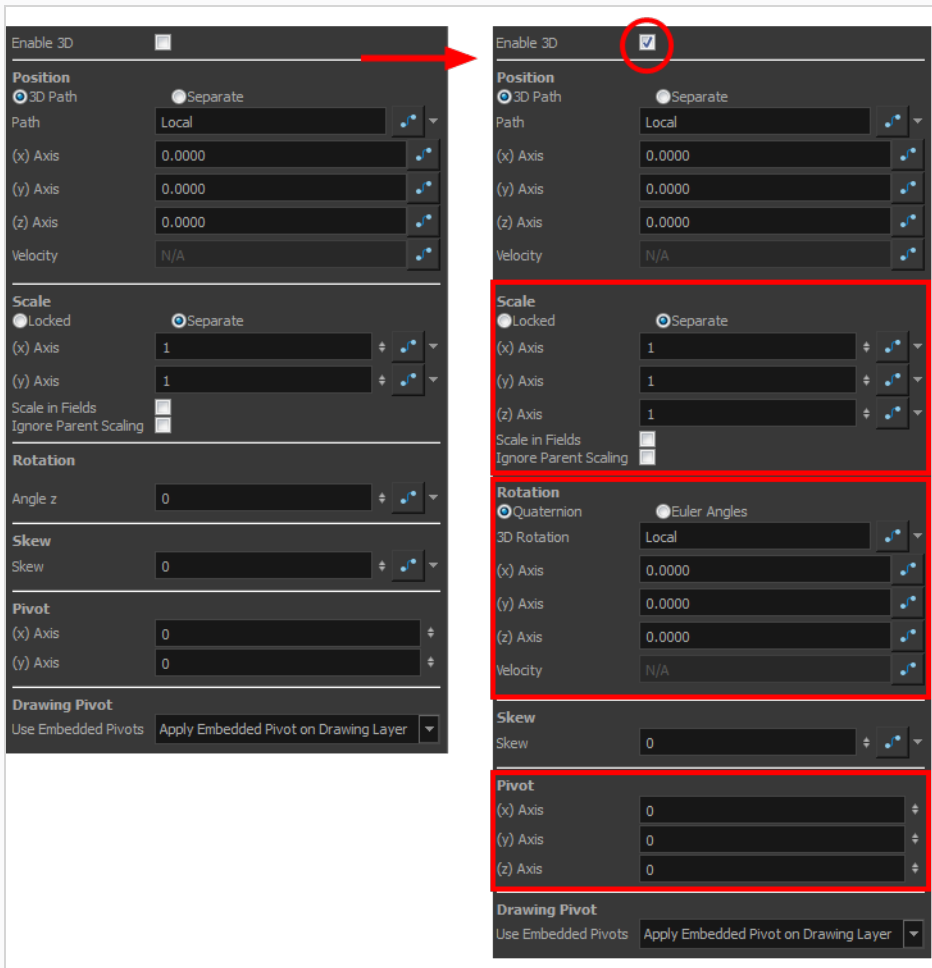 Enable 3D
Position
3D Path Separate
Path Local
(x) Axis 0.0000
(y) Axis 0.0000
(z) Axis 0.0000
Velocity N/A
Scale
Locked Separate
(x) Axis 1
(y) Axis 1
Scale in Fields
Ignore Parent Scaling
Rotation
Angle z 0
Skew
Skew 0
Pivot
(x) Axis 0
(y) Axis 0
Drawing Pivot
Use Embedded Pivots Apply Embedded Pivot on Drawing Layer
Enable 3D
Position
3D Path Separate
Path Local
(x) Axis 0.0000
(y) Axis 0.0000
(z) Axis 0.0000
Velocity N/A
Scale
Locked Separate
(x) Axis 1
(y) Axis 1
(z) Axis 1
Scale in Fields
Ignore Parent Scaling
Rotation
Quaternion Euler Angles
3D Rotation Local
(x) Axis 0.0000
(y) Axis 0.0000
(z) Axis 0.0000
Velocity N/A
Skew
Skew 0
Pivot
(x) Axis 0
(y) Axis 0
(z) Axis 0
Drawing Pivot
Use Embedded Pivots Apply Embedded Pivot on Drawing Layer